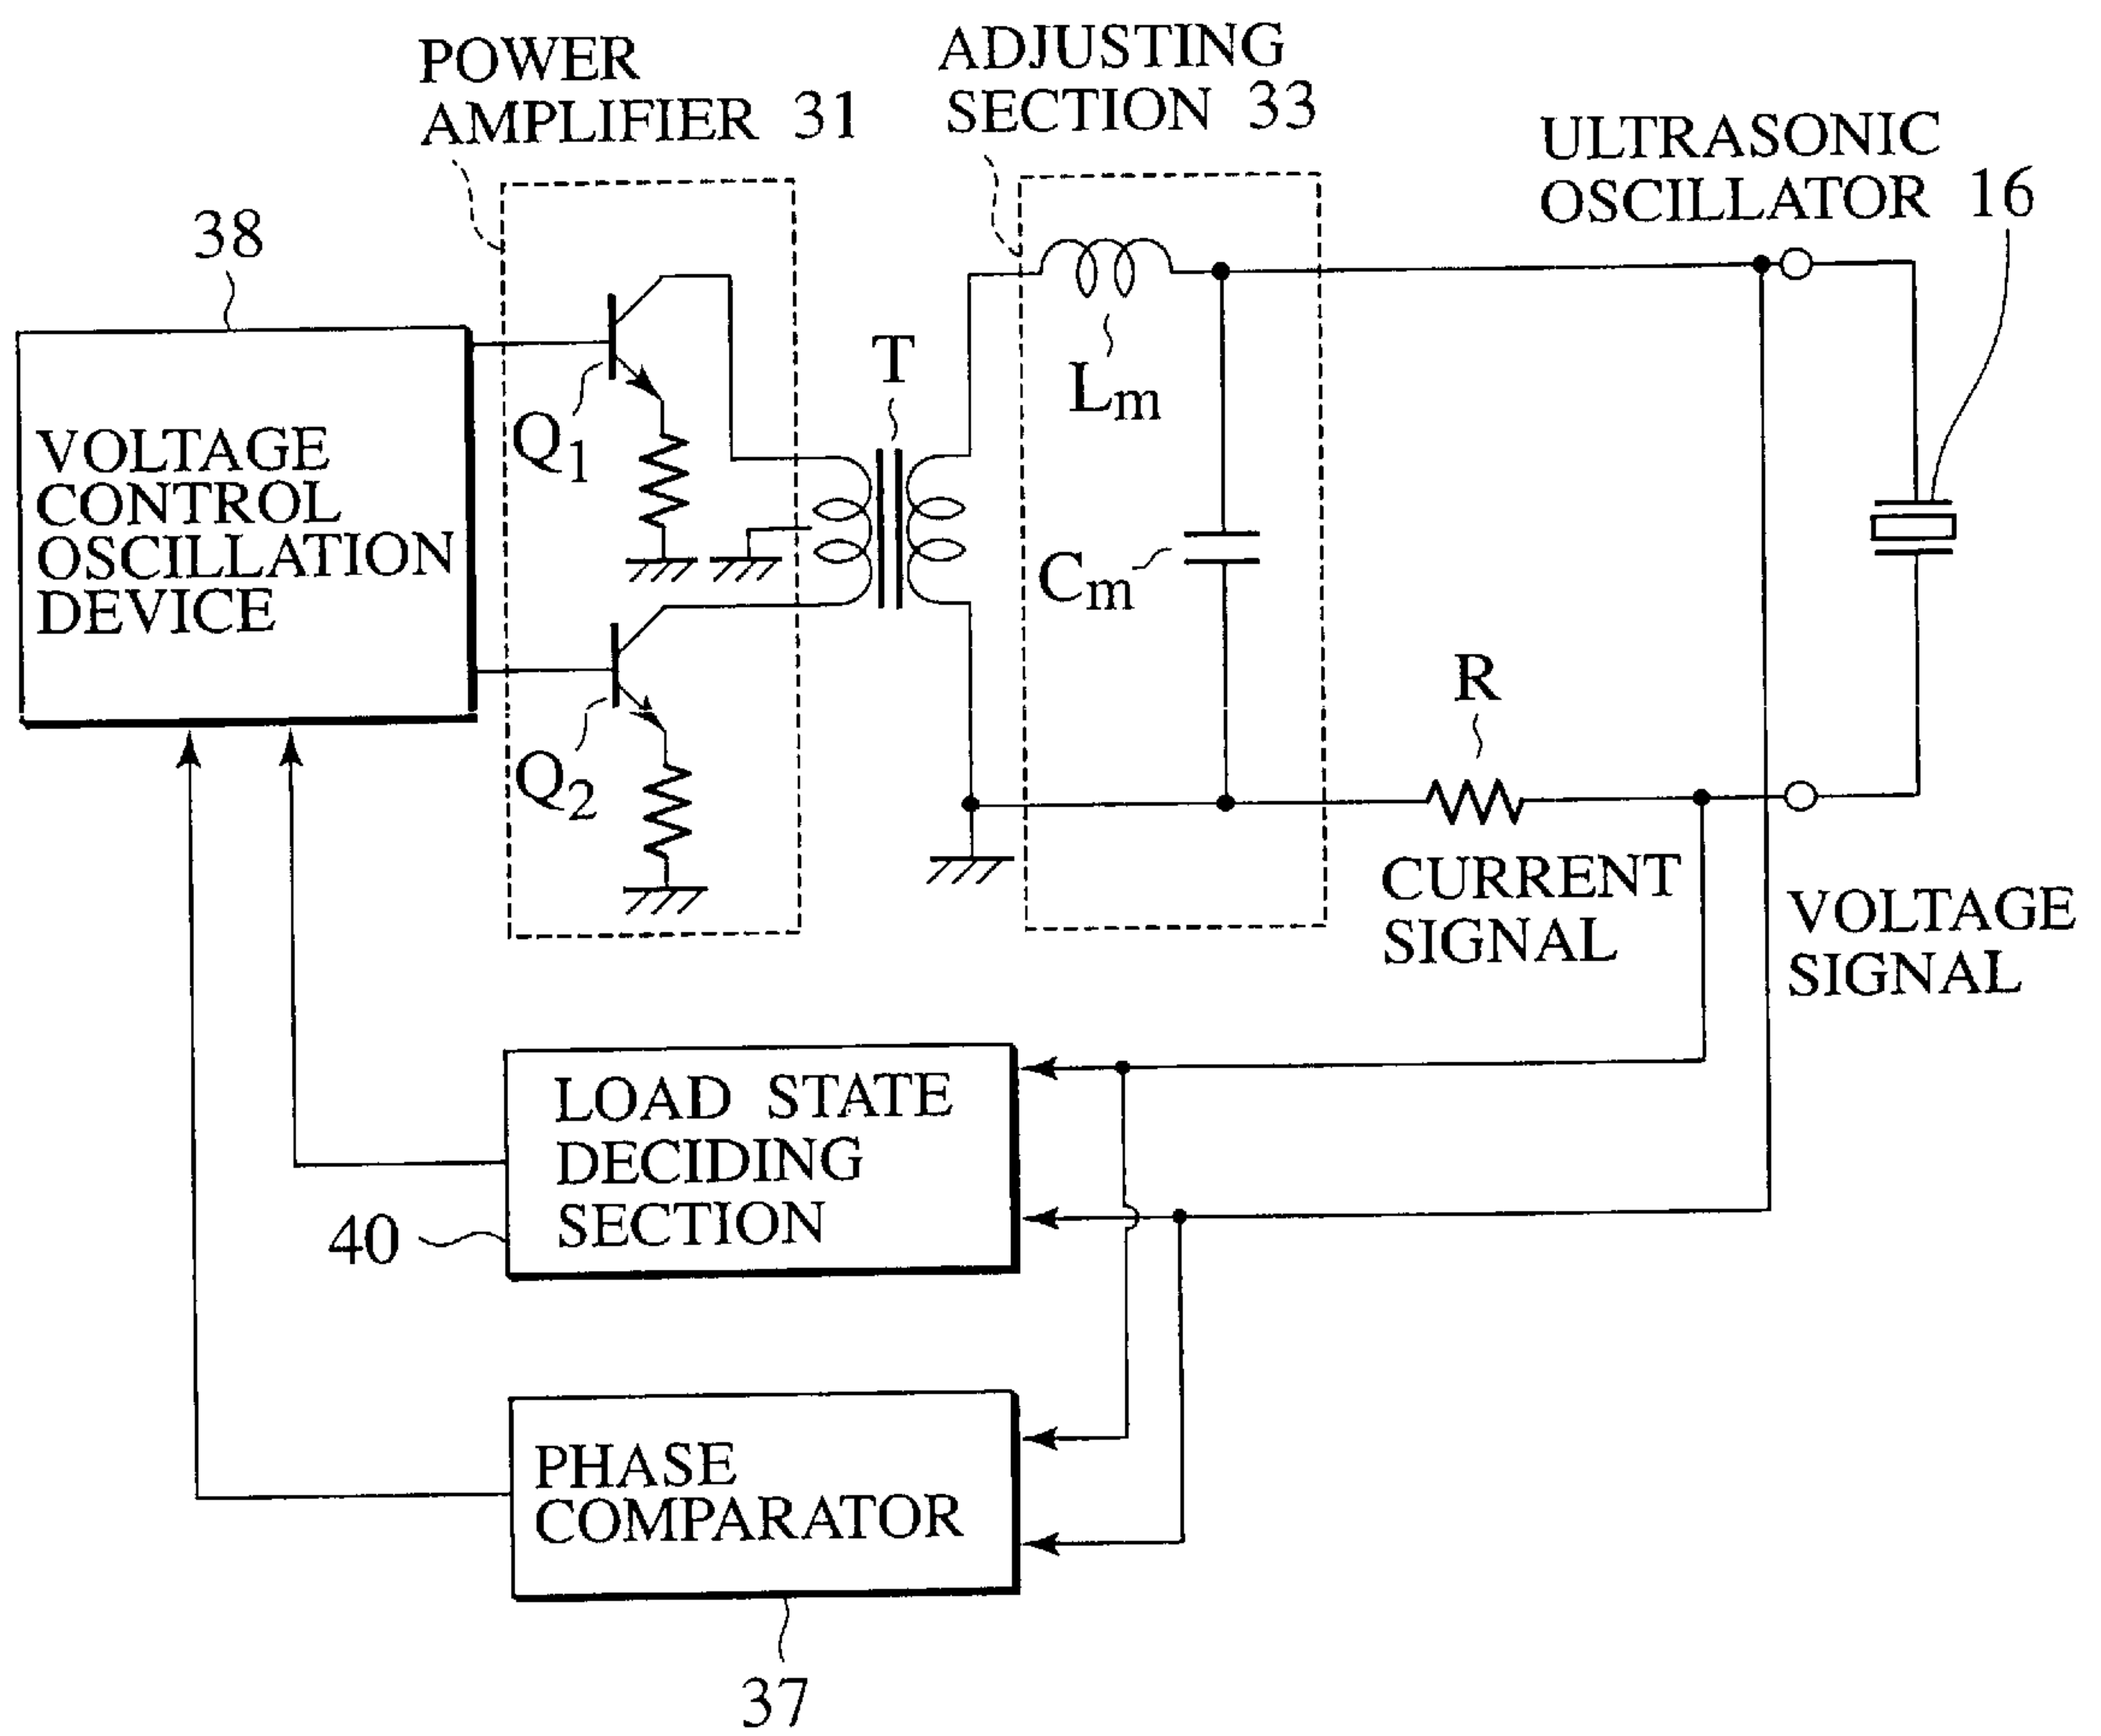 POWER
AMPLIFIER 31
ADJUSTING
SECTION 33
ULTRASONIC
OSCILLATOR 16
38
VOLTAGE
CONTROL
OSCILLATION
DEVICE
Q1
T
Lm
Cm
Q2
R
CURRENT
SIGNAL
VOLTAGE
SIGNAL
LOAD STATE
DECIDING
SECTION
40
PHASE
COMPARATOR
37